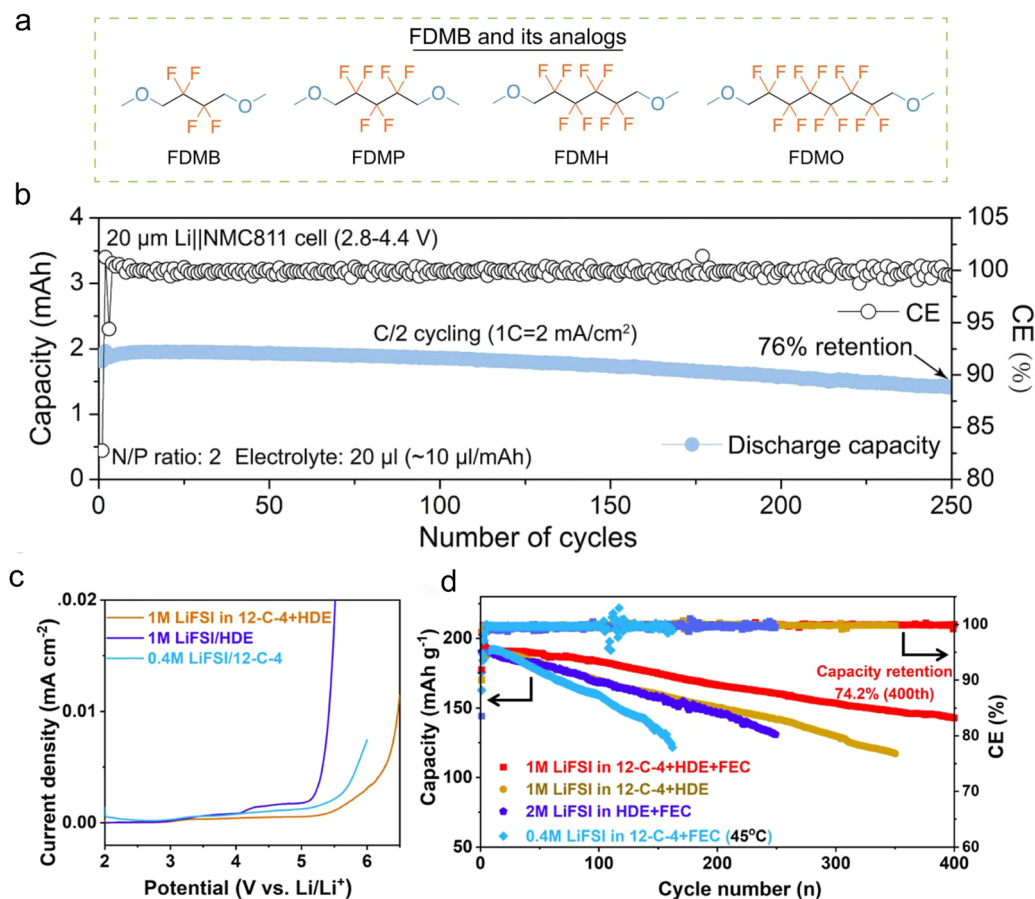 a
FDMB and its analogs
F F
O
O
F F
FDMB
F F F F
O O
F F
FDMP
F F F F
O
O
F F F F
FDMH
F F F F F F
O O
F F F F F F
FDMO
b
4
3
2
1
0
Capacity (mAh)
20 μm Li||NMC811 cell (2.8-4.4 V)
CE
C/2 cycling (1C=2 mA/cm²)
76% retention
N/P ratio: 2 Electrolyte: 20 μl (~10 μl/mAh)
Discharge capacity
105
100
95
90
85
80
CE (%)
0 50 100 150 200 250
Number of cycles
c
.02
0.01
0.00
Current density (mA cm⁻²)
1M LiFSI in 12-C-4+HDE
1M LiFSI/HDE
0.4M LiFSI/12-C-4
2 3 4 5 6
Potential (V vs. Li/Li⁺)
d
200
150
100
50
Capacity (mAh g⁻¹)
Capacity retention
74.2% (400th)
1M LiFSI in 12-C-4+HDE+FEC
1M LiFSI in 12-C-4+HDE
2M LiFSI in HDE+FEC
0.4M LiFSI in 12-C-4+FEC (45°C)
100
90
80
70
60
CE (%)
0 100 200 300 400
Cycle number (n)